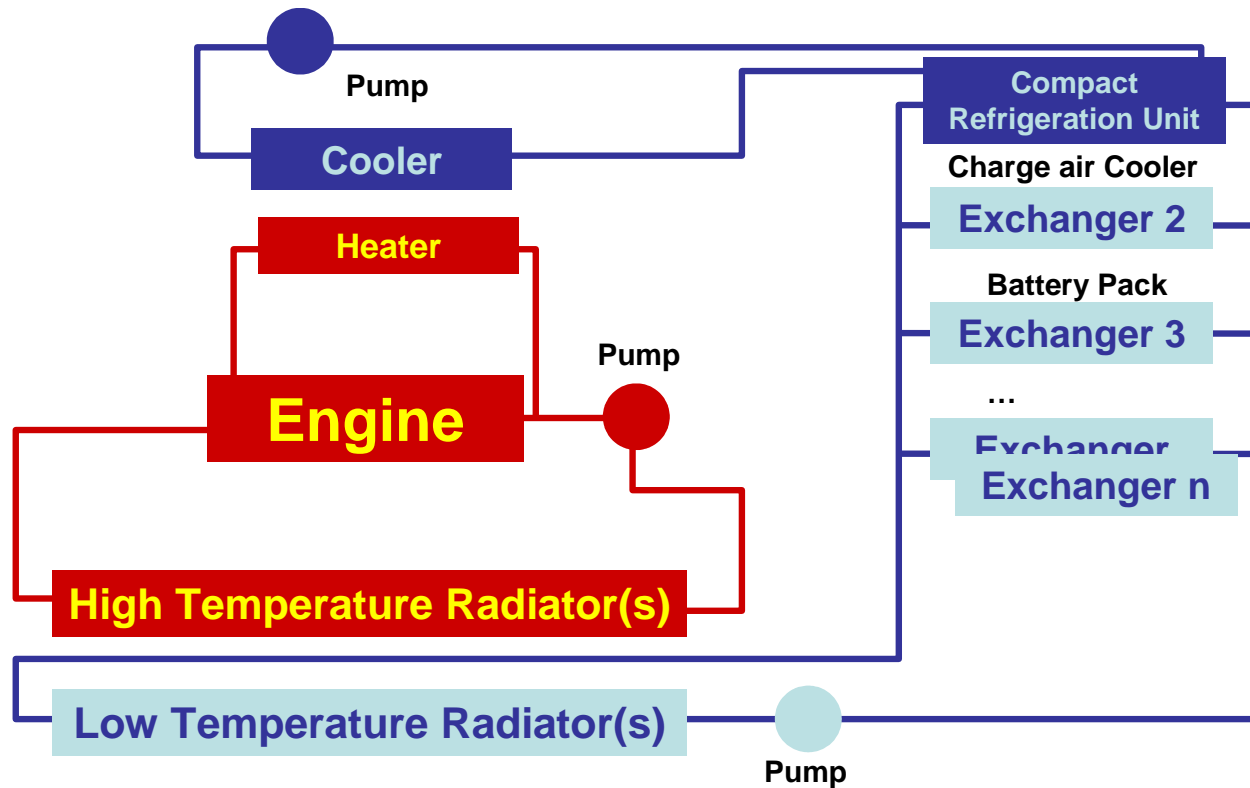 Pump
Compact
Refrigeration Unit
Cooler
Charge air Cooler
Exchanger 2
Heater
Battery Pack
Exchanger 3
Pump
Engine
...
Exchanger
Exchanger n
High Temperature Radiator(s)
Low Temperature Radiator(s)
Pump